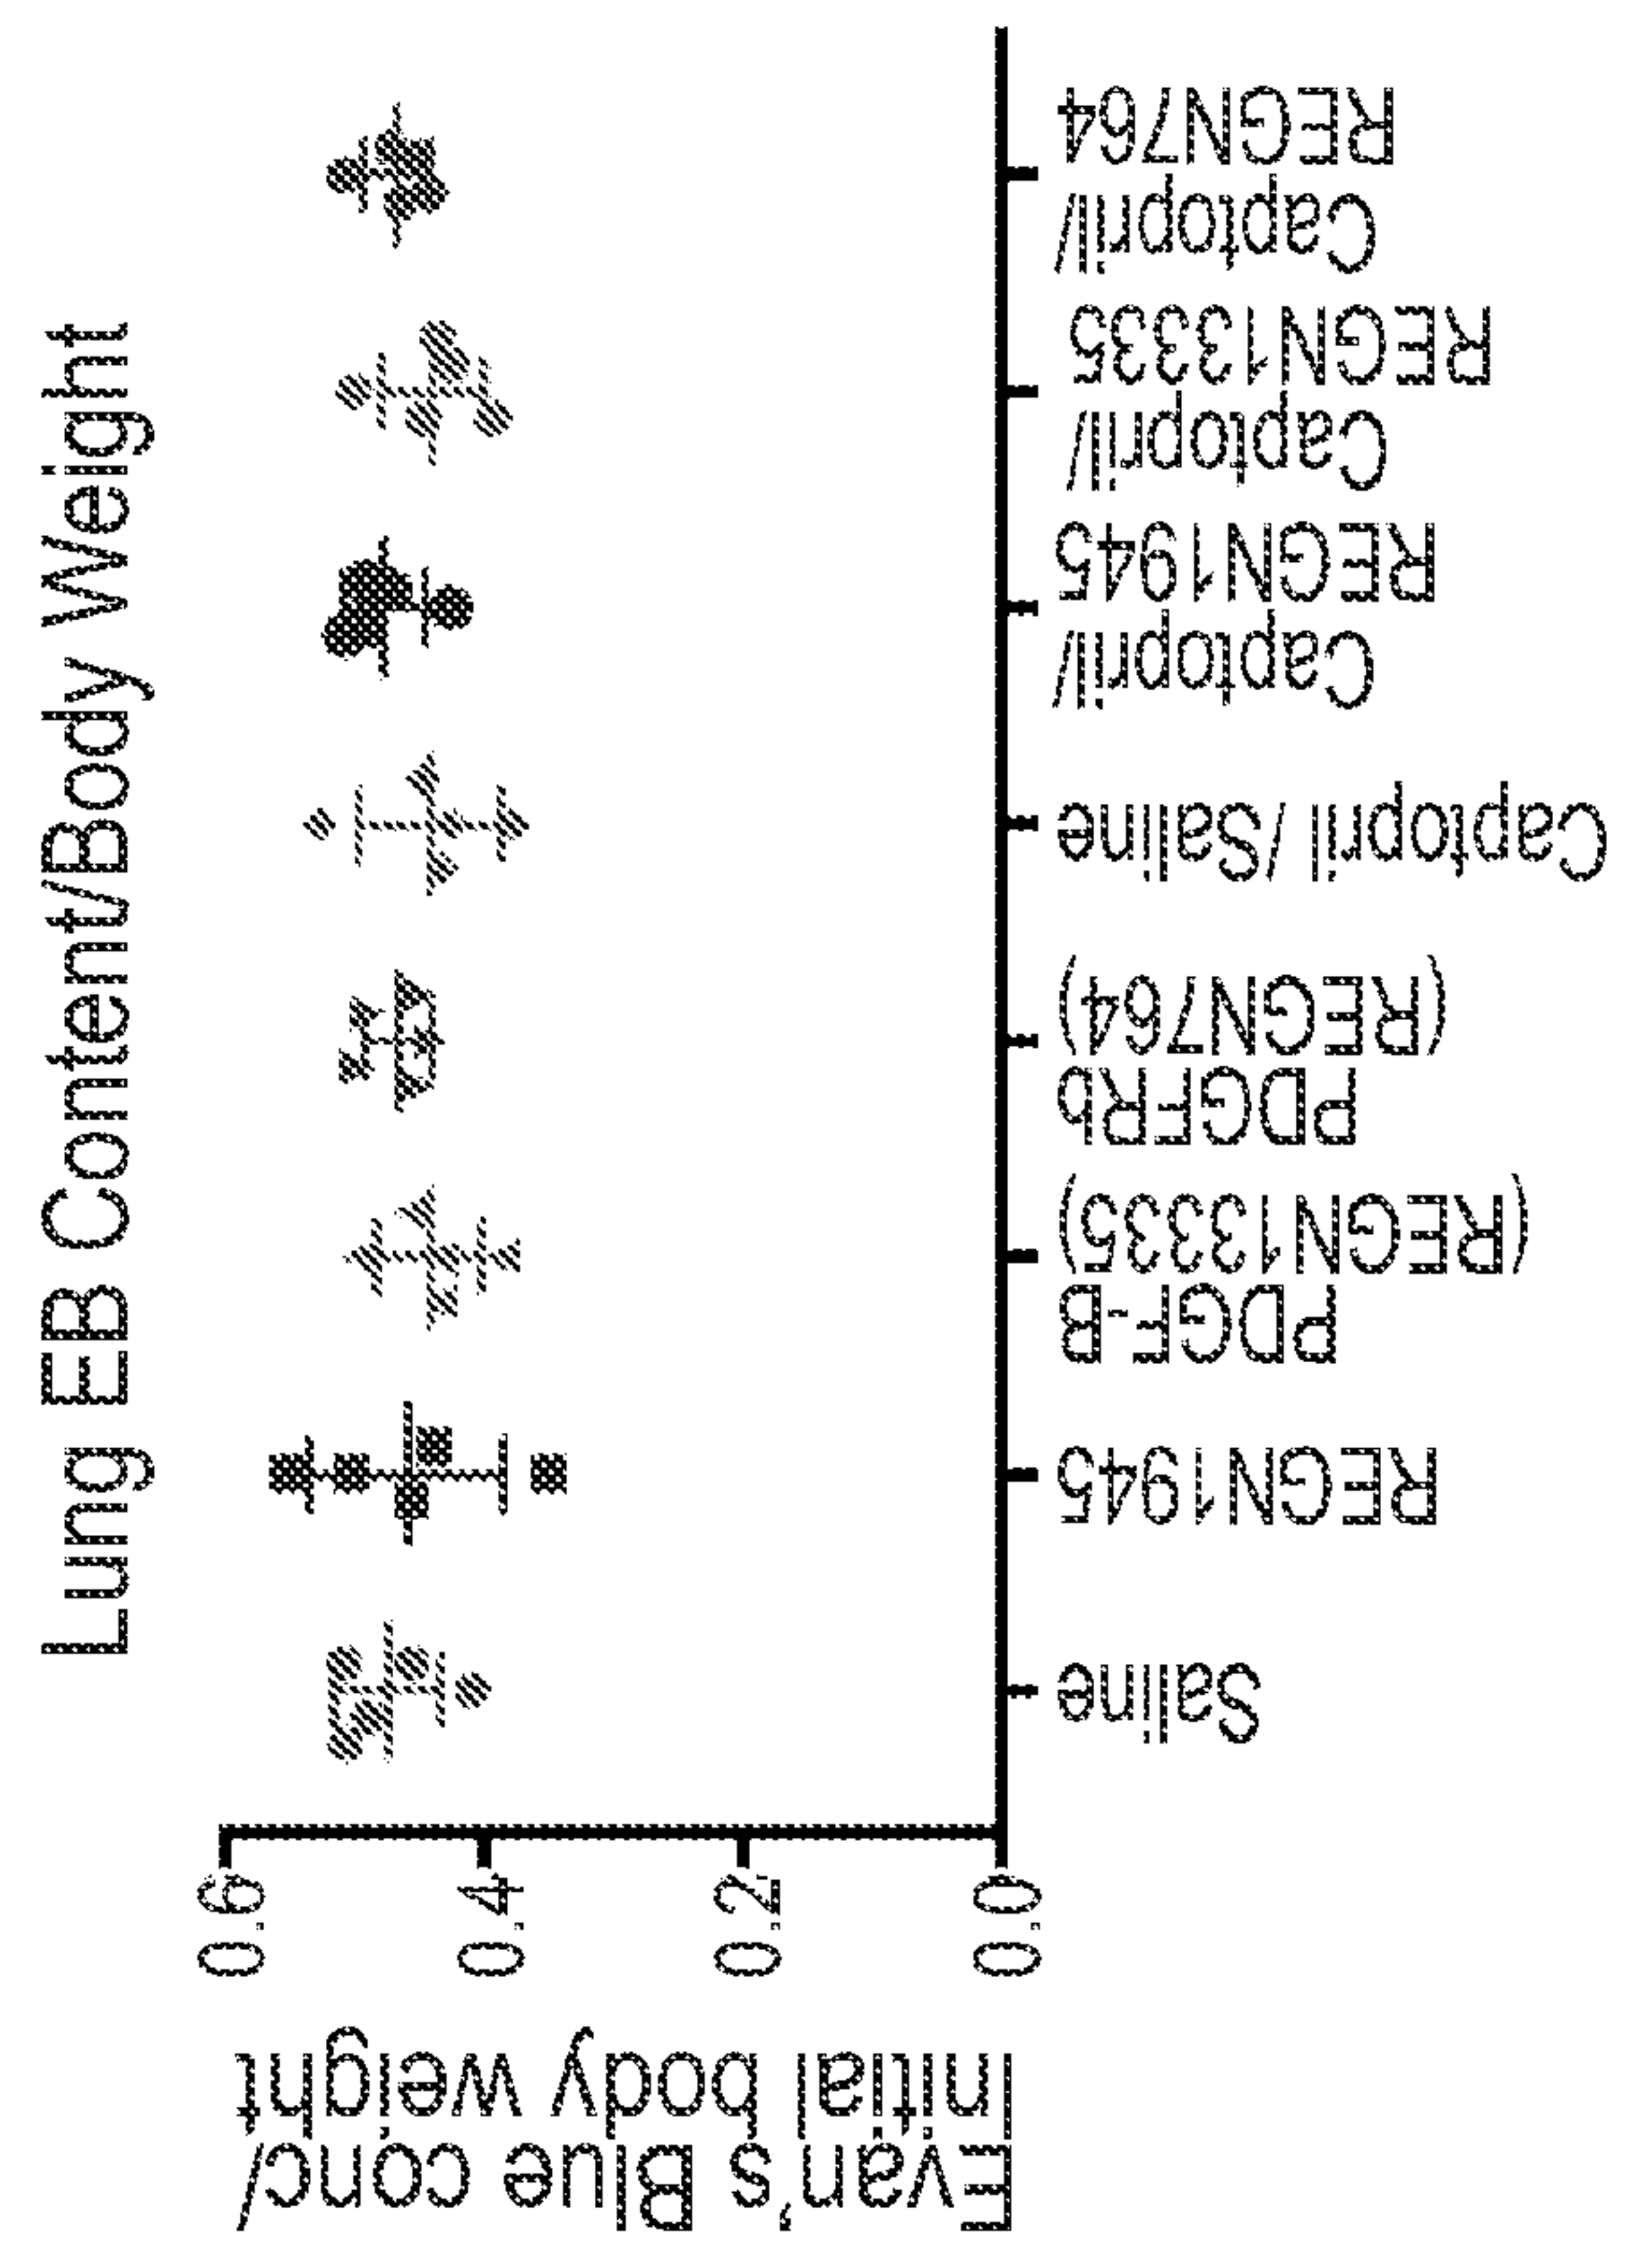 Lung EB Content/Body Weight
Evan's Blue conc/
Initial body weight
0.6
0.4
0.2
0.0
Saline
REGN1945
PDGF-B
(REGN13335)
PDGFRb
(REGN764)
Captopril /Saline
Captopril/
REGN1945
Captopril/
REGN13335
Captopril/
REGN764